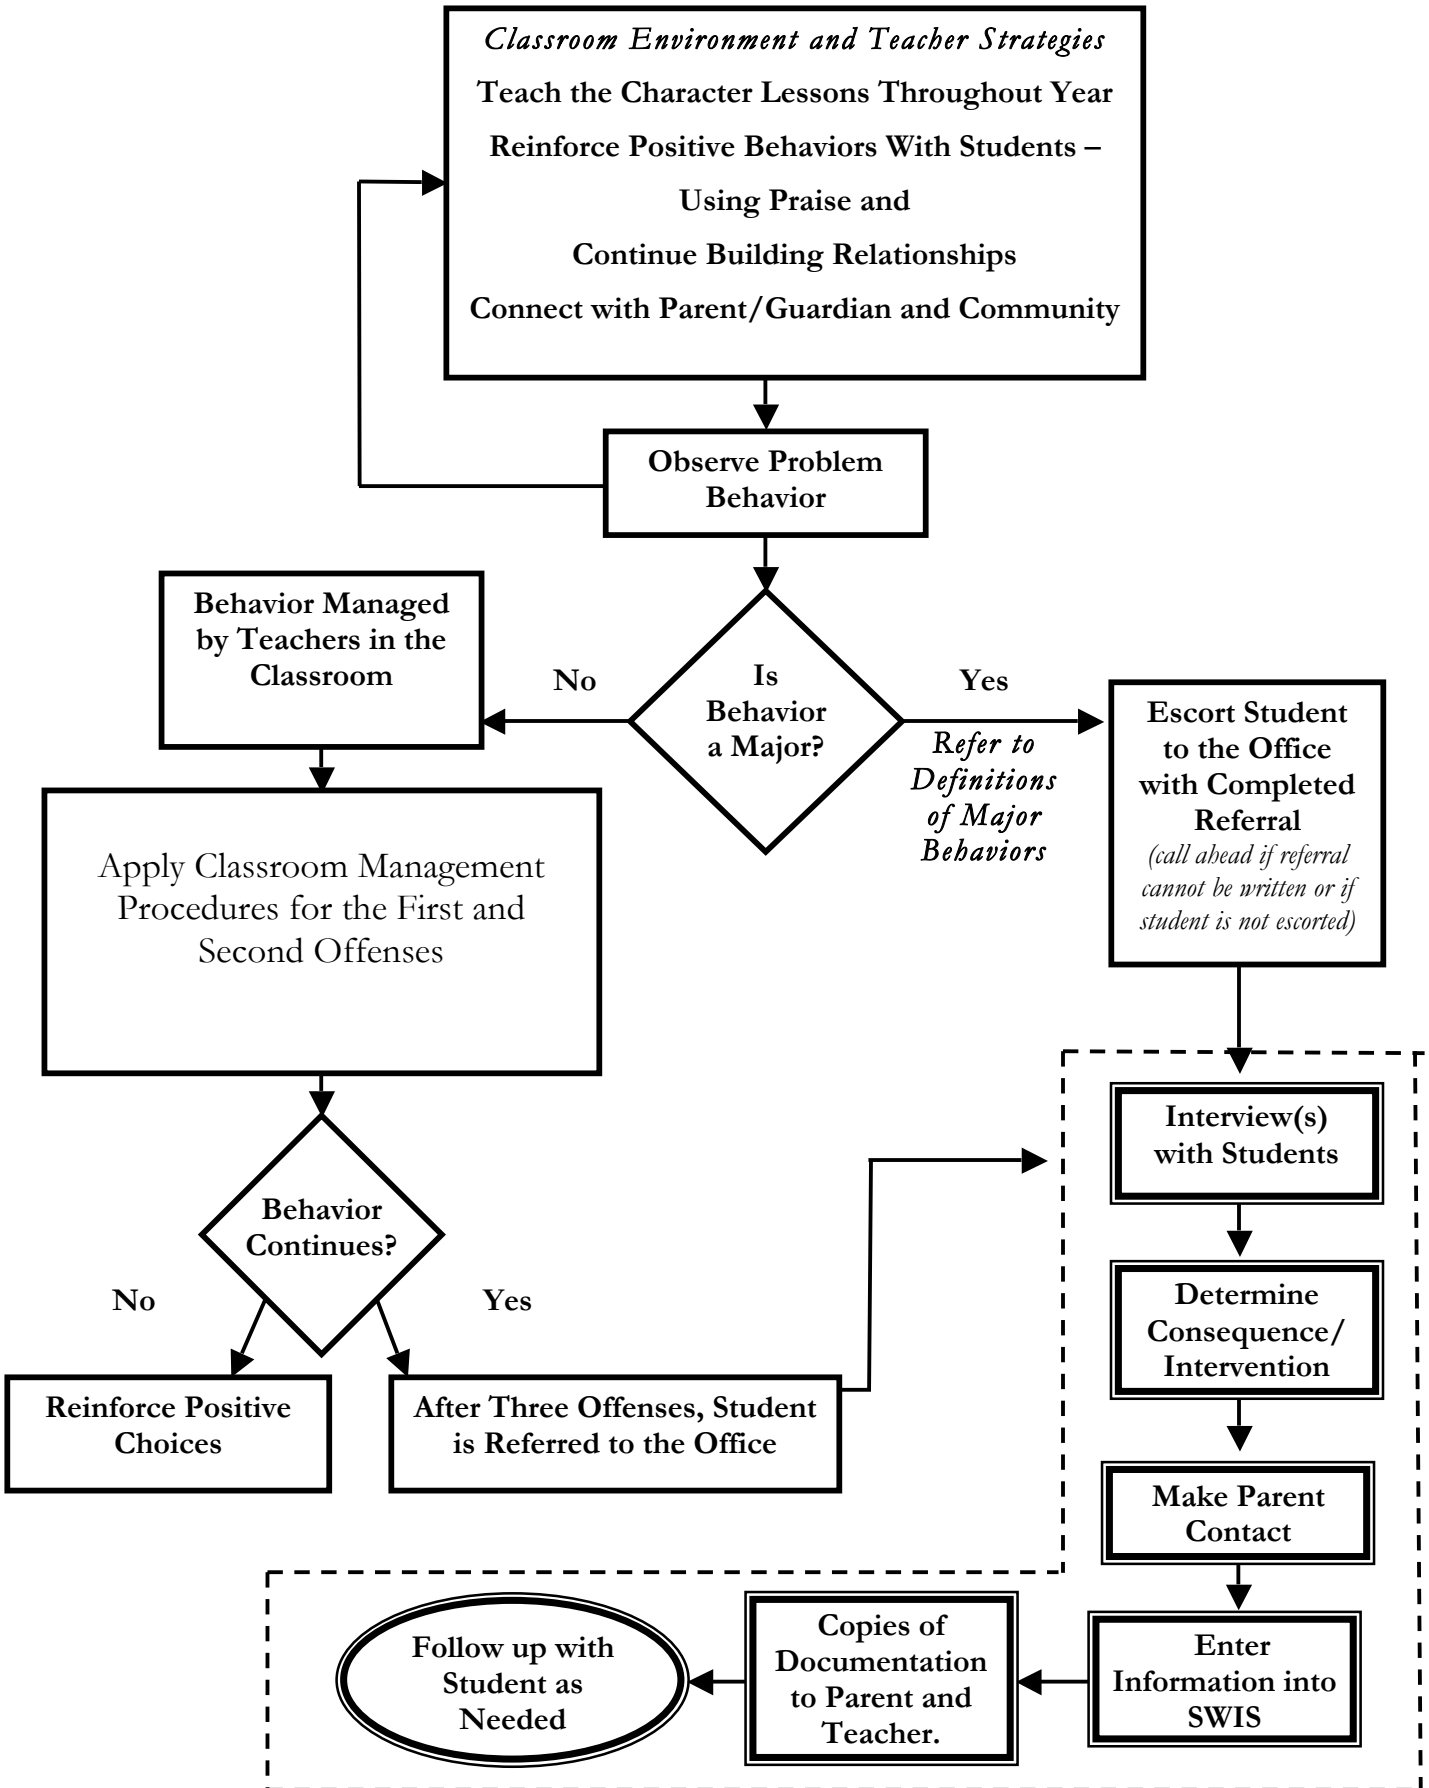 Classroom Environment and Teacher Strategies
Teach the Character Lessons Throughout Year
Reinforce Positive Behaviors With Students –
Using Praise and
Continue Building Relationships
Connect with Parent/Guardian and Community
Observe Problem
Behavior
Behavior Managed
by Teachers in the
Classroom
No
Is
Behavior
a Major?
Yes
Refer to
Definitions
of Major
Behaviors
Escort Student
to the Office
with Completed
Referral
(call ahead if referral
cannot be written or if
student is not escorted)
Apply Classroom Management
Procedures for the First and
Second Offenses
Behavior
Continues?
No
Yes
Reinforce Positive
Choices
After Three Offenses, Student
is Referred to the Office
Interview(s)
with Students
Determine
Consequence/
Intervention
Make Parent
Contact
Enter
Information into
SWIS
Copies of
Documentation
to Parent and
Teacher.
Follow up with
Student as
Needed